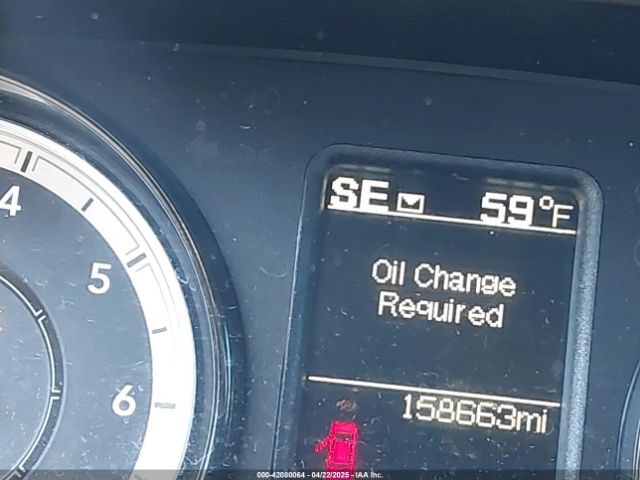 SE 59°F
4
Oil Change
5
Required
6
158663mi
000-42080064 - 04/22/2025 - IAA Inc.